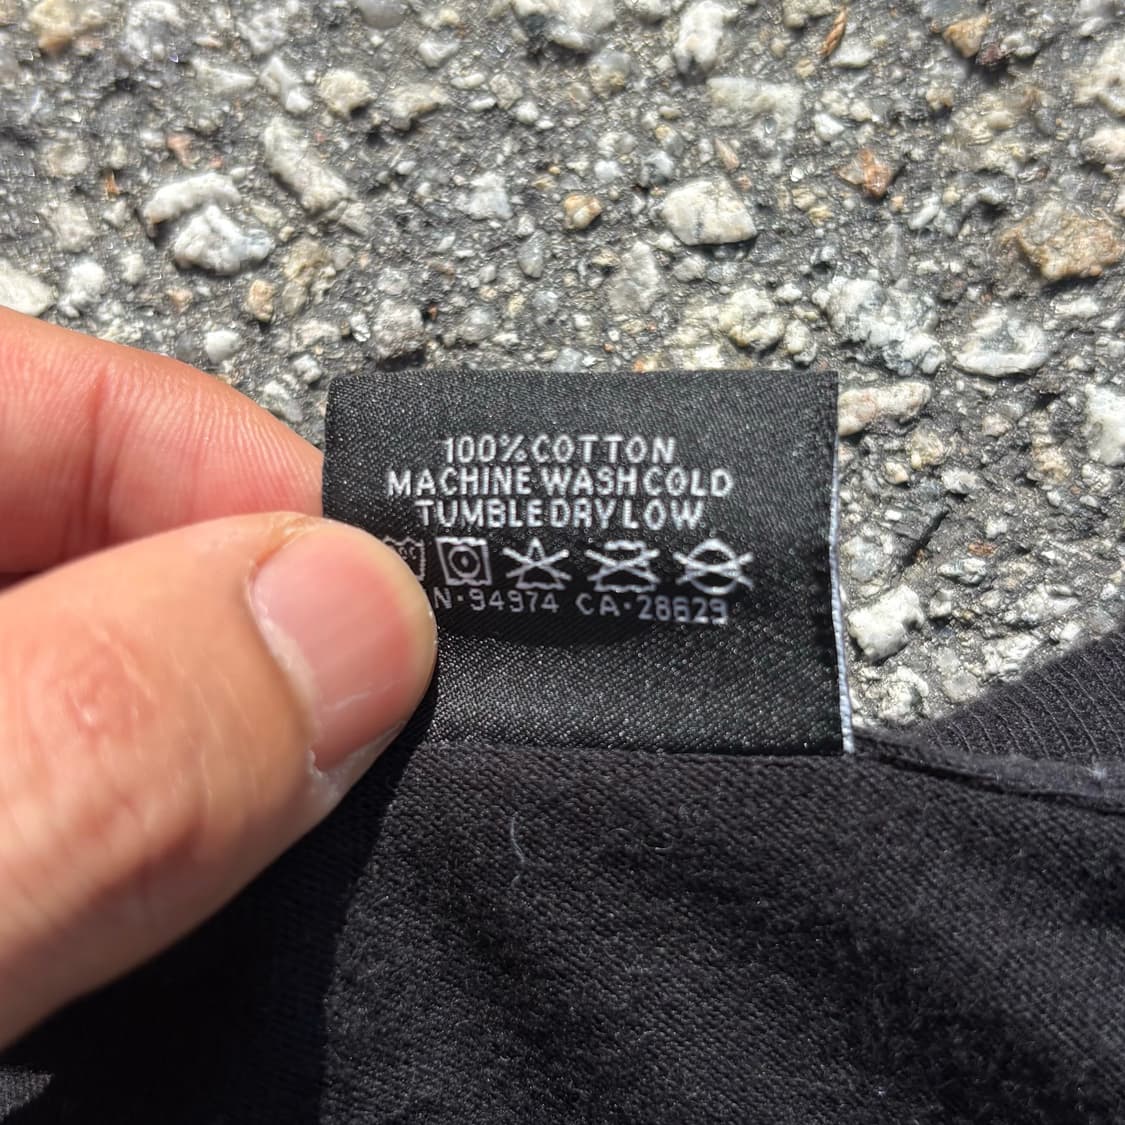 100% COTTON
MACHINE WASH COLD
TUMBLE DRY LOW
N·94974 CA·28629